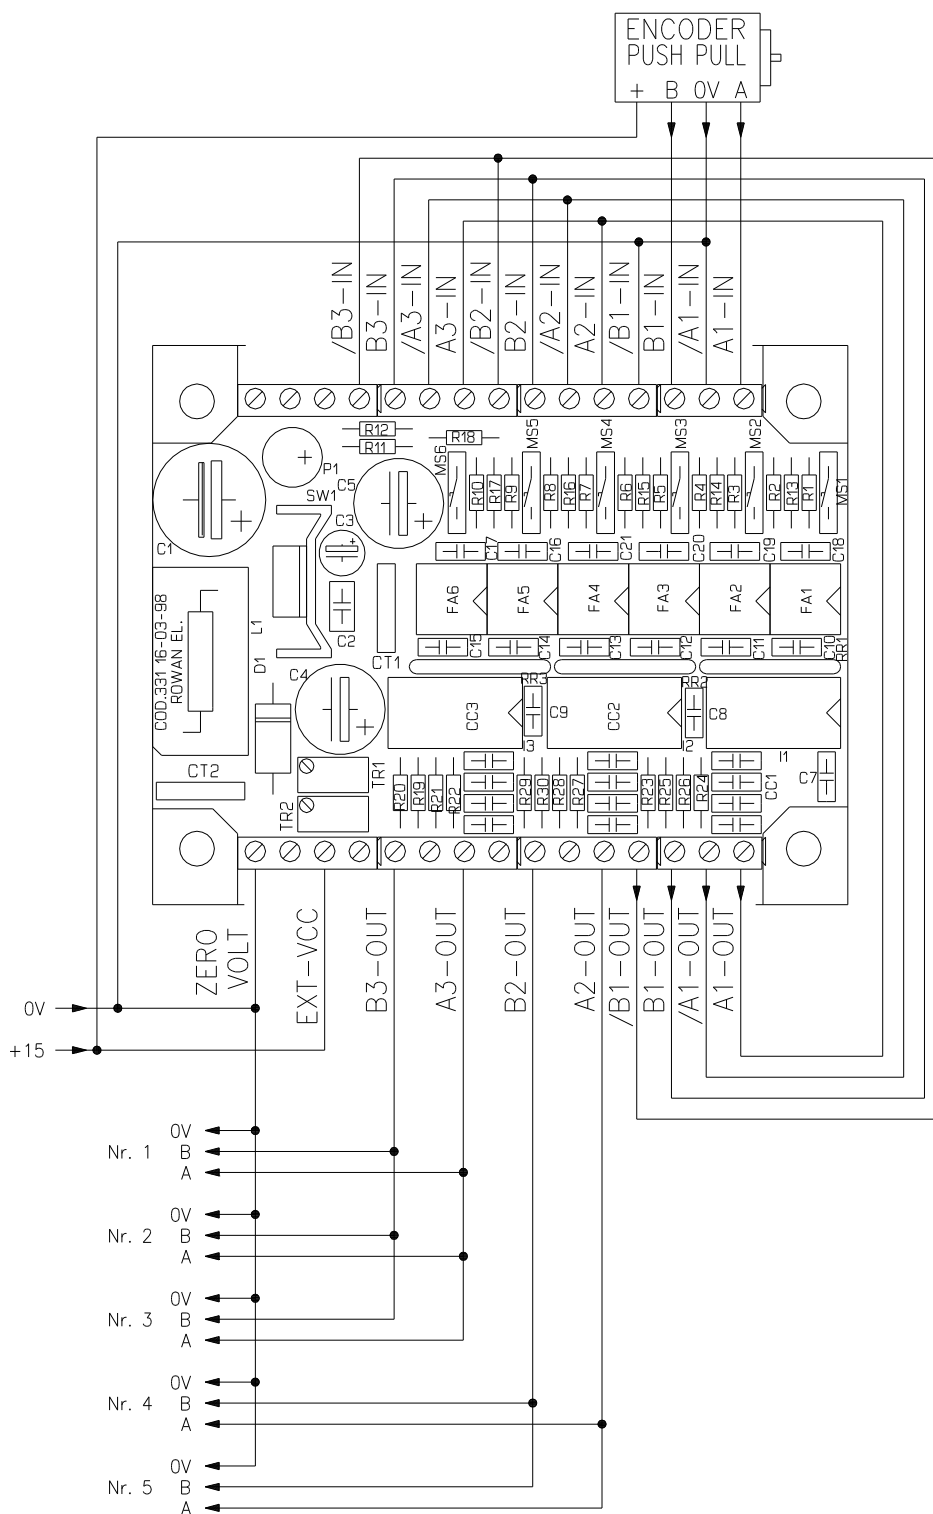 ENCODER
PUSH PULL
+ B 0V A
/B3-IN
B3-IN
/A3-IN
A3-IN
/B2-IN
B2-IN
/A2-IN
A2-IN
/B1-IN
B1-IN
/A1-IN
A1-IN
R12
R11
R18
P1
C1
SW1
C5
C3
MS6
MS5
MS4
MS3
MS2
MS1
R10
R17
R9
R8
R16
R7
R6
R15
R5
R4
R14
R3
R2
R13
R1
C17
C16
C21
C20
C19
C18
FA6
FA5
FA4
FA3
FA2
FA1
C2
CT1
C15
C14
C13
C12
C11
C10
RR1
COD.331 16-03-98
ROWAN EL.
L1
D1
C4
RR3
RR2
CC3
C9
CC2
C8
I3
I2
I1
CT2
TR1
TR2
R20
R19
R21
R22
R29
R30
R28
R27
R23
R25
R26
R24
CC1
C7
ZERO
VOLT
EXT-VCC
B3-OUT
A3-OUT
B2-OUT
A2-OUT
/B1-OUT
B1-OUT
/A1-OUT
A1-OUT
0V
+15
0V
Nr. 1 B
A
0V
Nr. 2 B
A
0V
Nr. 3 B
A
0V
Nr. 4 B
A
0V
Nr. 5 B
A